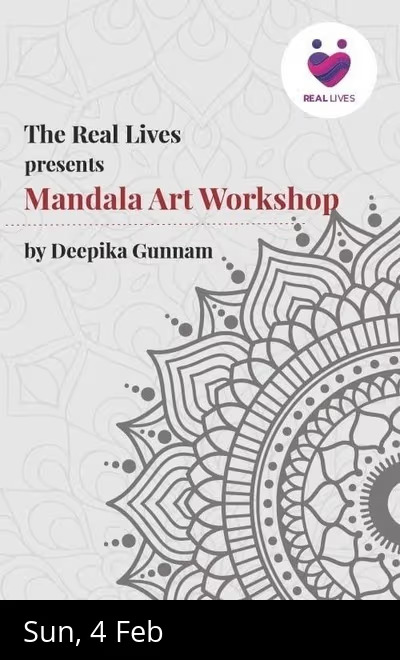 REAL LIVES
The Real Lives
presents
Mandala Art Workshop
by Deepika Gunnam
Sun, 4 Feb